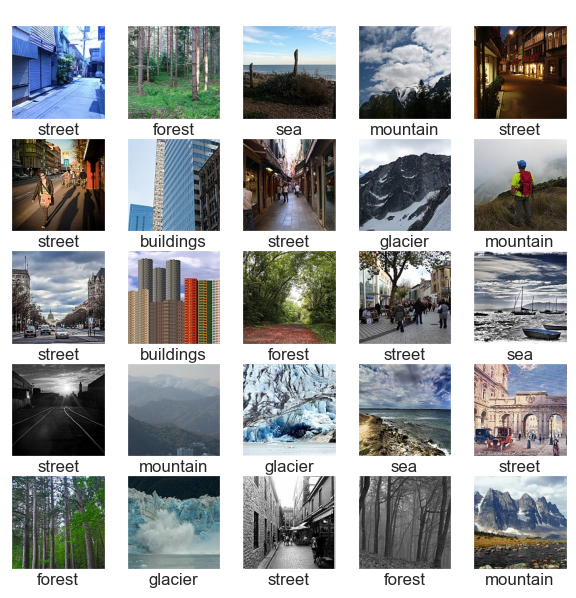 street forest sea mountain street
street buildings street glacier mountain
street buildings forest street sea
street mountain glacier sea street
forest glacier street forest mountain